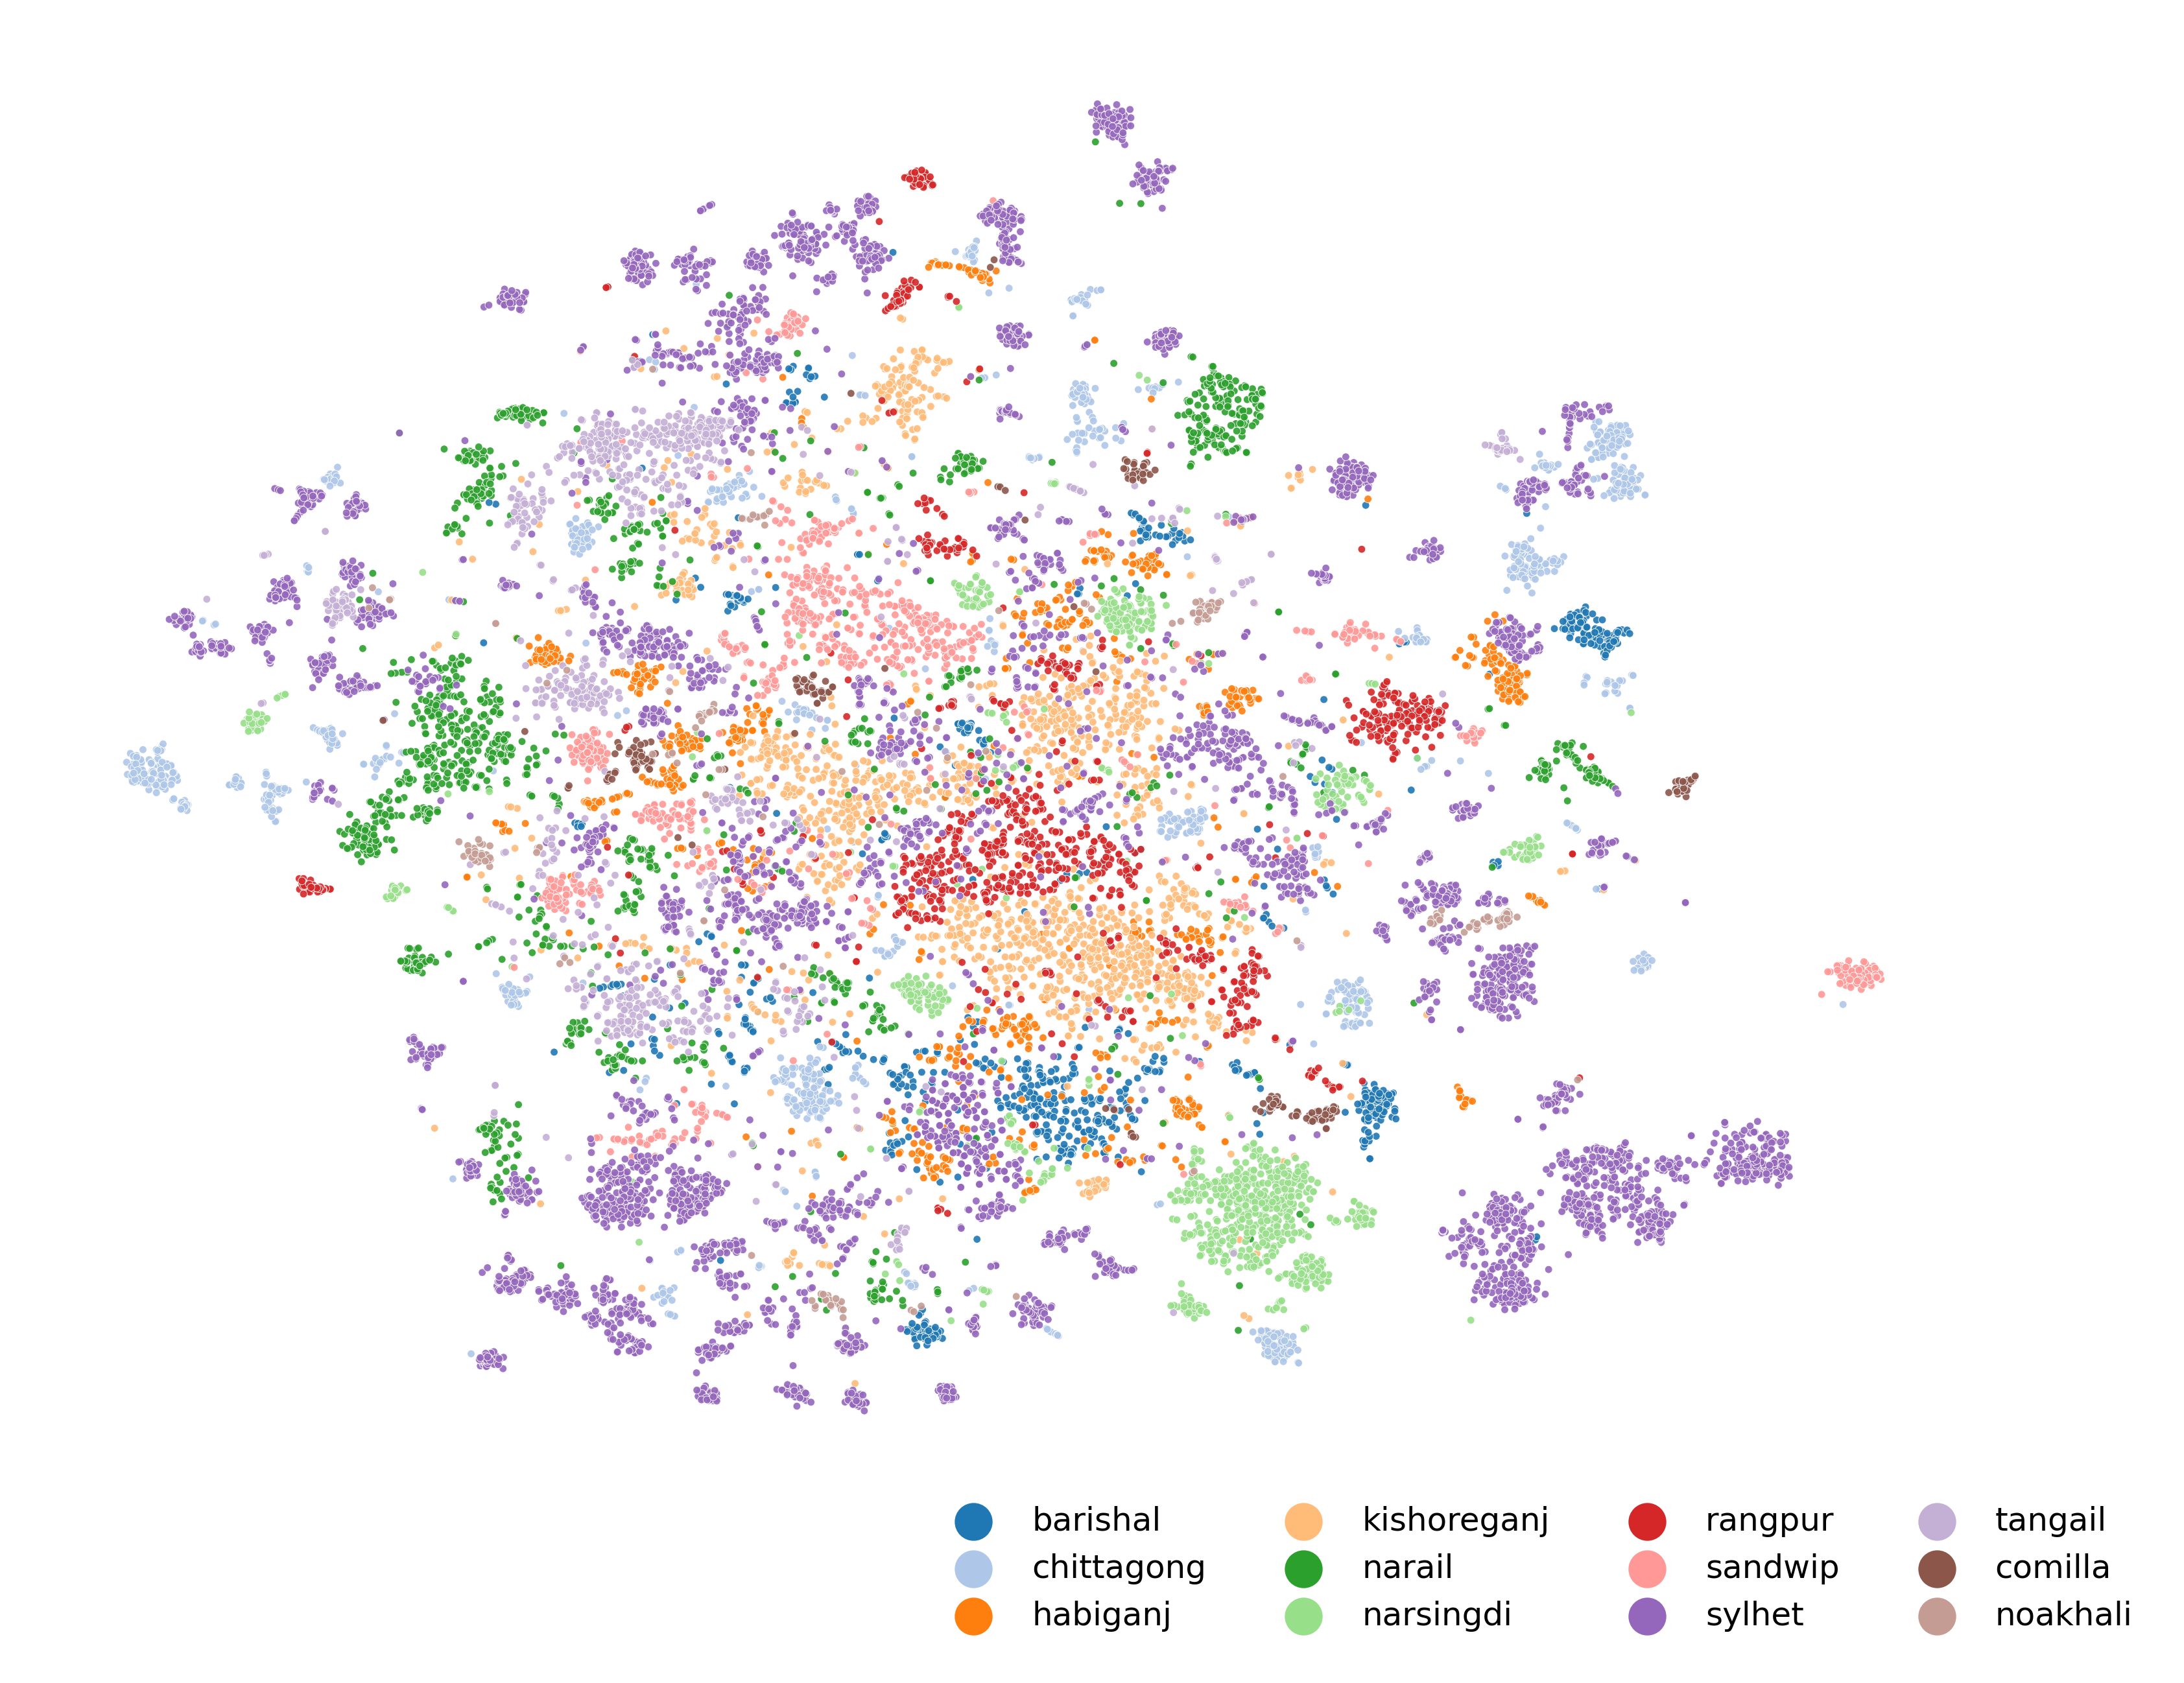 barishal kishoreganj rangpur tangail
chittagong narail sandwip comilla
habiganj narsingdi sylhet noakhali